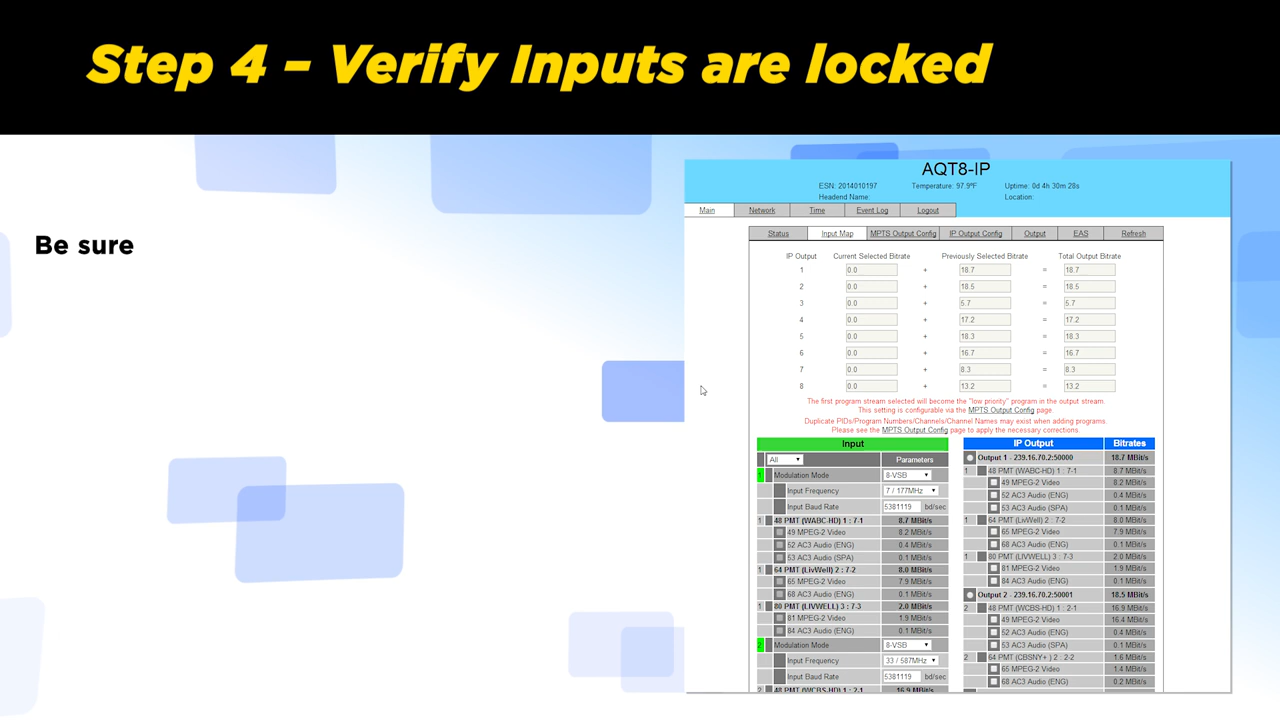 Step 4 – Verify Inputs are locked
Be sure
AQT8-IP
ESN: 2014010197 Temperature: 97.9ºF Uptime: 0d 4h 30m 28s
Headend Name: Location:
Main Network Time Event Log Logout
Status Input Map MPTS Output Config IP Output Config Output EAS Refresh
IP Output Current Selected Bitrate Previously Selected Bitrate Total Output Bitrate
1 0.0 + 18.7 = 18.7
2 0.0 + 18.5 = 18.5
3 0.0 + 5.7 = 5.7
4 0.0 + 17.2 = 17.2
5 0.0 + 18.3 = 18.3
6 0.0 + 16.7 = 16.7
7 0.0 + 8.3 = 8.3
8 0.0 + 13.2 = 13.2
The first program stream selected will become the "low priority" program in the output stream.
This setting is configurable via the MPTS Output Config page.
Duplicate PIDs/Program Numbers/Channels/Channel Names may exist when adding programs.
Please see the MPTS Output Config page to apply the necessary corrections.
Input
All Parameters
1 Modulation Mode 8-VSB
Input Frequency 7 / 177MHz
Input Baud Rate 5381119 bd/sec
1 48 PMT (WABC-HD) 1 : 7-1 8.7 MBit/s
49 MPEG-2 Video 8.2 MBit/s
52 AC3 Audio (ENG) 0.4 MBit/s
53 AC3 Audio (SPA) 0.1 MBit/s
1 64 PMT (LivWell) 2 : 7-2 8.0 MBit/s
65 MPEG-2 Video 7.9 MBit/s
68 AC3 Audio (ENG) 0.1 MBit/s
1 80 PMT (LIVWELL) 3 : 7-3 2.0 MBit/s
81 MPEG-2 Video 1.9 MBit/s
84 AC3 Audio (ENG) 0.1 MBit/s
2 Modulation Mode 8-VSB
Input Frequency 33 / 587MHz
Input Baud Rate 5381119 bd/sec
2 48 PMT (WCBS-HD) 1 : 2-1 16.9 MBit/s
IP Output Bitrates
Output 1 - 239.16.70.2:50000 18.7 MBit/s
1 48 PMT (WABC-HD) 1 : 7-1 8.7 MBit/s
49 MPEG-2 Video 8.2 MBit/s
52 AC3 Audio (ENG) 0.4 MBit/s
53 AC3 Audio (SPA) 0.1 MBit/s
1 64 PMT (LivWell) 2 : 7-2 8.0 MBit/s
65 MPEG-2 Video 7.9 MBit/s
68 AC3 Audio (ENG) 0.1 MBit/s
1 80 PMT (LIVWELL) 3 : 7-3 2.0 MBit/s
81 MPEG-2 Video 1.9 MBit/s
84 AC3 Audio (ENG) 0.1 MBit/s
Output 2 - 239.16.70.2:50001 18.5 MBit/s
2 48 PMT (WCBS-HD) 1 : 2-1 16.9 MBit/s
49 MPEG-2 Video 16.4 MBit/s
52 AC3 Audio (ENG) 0.4 MBit/s
53 AC3 Audio (SPA) 0.1 MBit/s
2 64 PMT (CBSNY+ ) 2 : 2-2 1.6 MBit/s
65 MPEG-2 Video 1.4 MBit/s
68 AC3 Audio (ENG) 0.2 MBit/s